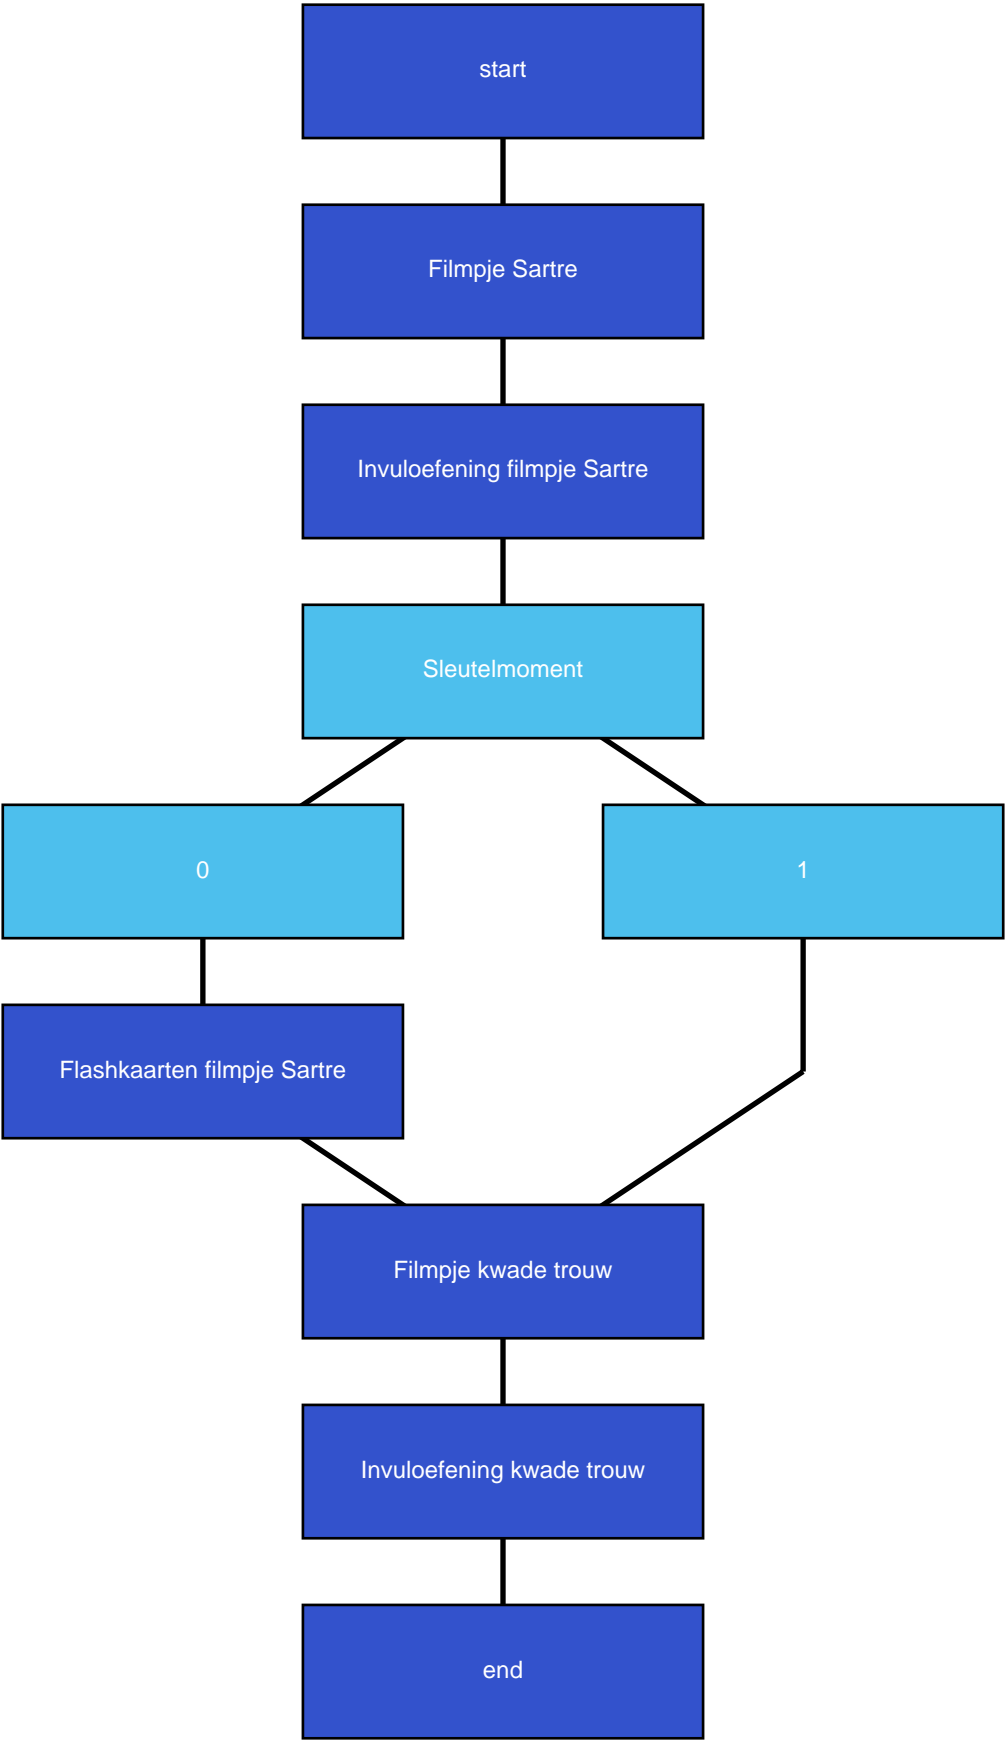 start
Filmpje Sartre
Invuloefening filmpje Sartre
Sleutelmoment
0
1
Flashkaarten filmpje Sartre
Filmpje kwade trouw
Invuloefening kwade trouw
end